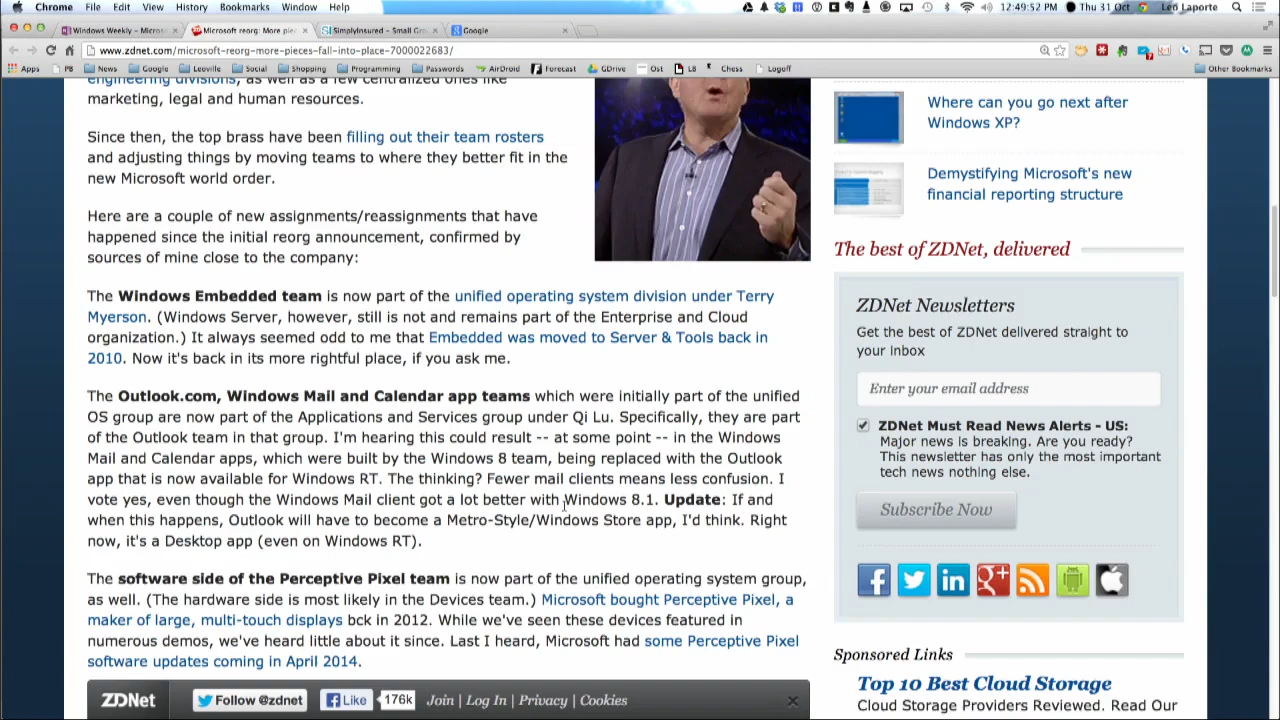 Chrome File Edit View History Bookmarks Window Help 12:49:52 PM Thu 31 Oct Leo Laporte
Windows Weekly – Micros
Microsoft reorg: More pie
SimplyInsured – Small Gr
Google
www.zdnet.com/microsoft-reorg-more-pieces-fall-into-place-7000022683/
Apps PB News Google Leoville Social Shopping Programming Passwords AirDroid Forecast GDrive Ost LB Chess Logoff Other Bookmarks
engineering divisions, as well as a few centralized ones like
marketing, legal and human resources.
Since then, the top brass have been filling out their team rosters
and adjusting things by moving teams to where they better fit in the
new Microsoft world order.
Here are a couple of new assignments/reassignments that have
happened since the initial reorg announcement, confirmed by
sources of mine close to the company:
The Windows Embedded team is now part of the unified operating system division under Terry
Myerson. (Windows Server, however, still is not and remains part of the Enterprise and Cloud
organization.) It always seemed odd to me that Embedded was moved to Server & Tools back in
2010. Now it's back in its more rightful place, if you ask me.
The Outlook.com, Windows Mail and Calendar app teams which were initially part of the unified
OS group are now part of the Applications and Services group under Qi Lu. Specifically, they are part
of the Outlook team in that group. I'm hearing this could result -- at some point -- in the Windows
Mail and Calendar apps, which were built by the Windows 8 team, being replaced with the Outlook
app that is now available for Windows RT. The thinking? Fewer mail clients means less confusion. I
vote yes, even though the Windows Mail client got a lot better with Windows 8.1. Update: If and
when this happens, Outlook will have to become a Metro-Style/Windows Store app, I'd think. Right
now, it's a Desktop app (even on Windows RT).
The software side of the Perceptive Pixel team is now part of the unified operating system group,
as well. (The hardware side is most likely in the Devices team.) Microsoft bought Perceptive Pixel, a
maker of large, multi-touch displays bck in 2012. While we've seen these devices featured in
numerous demos, we've heard little about it since. Last I heard, Microsoft had some Perceptive Pixel
software updates coming in April 2014.
ZDNet Follow @zdnet Like 176k Join | Log In | Privacy | Cookies
Where can you go next after
Windows XP?
Demystifying Microsoft's new
financial reporting structure
The best of ZDNet, delivered
ZDNet Newsletters
Get the best of ZDNet delivered straight to
your inbox
Enter your email address
ZDNet Must Read News Alerts - US:
Major news is breaking. Are you ready?
This newsletter has only the most important
tech news nothing else.
Subscribe Now
Sponsored Links
Top 10 Best Cloud Storage
Cloud Storage Providers Reviewed. Read Our